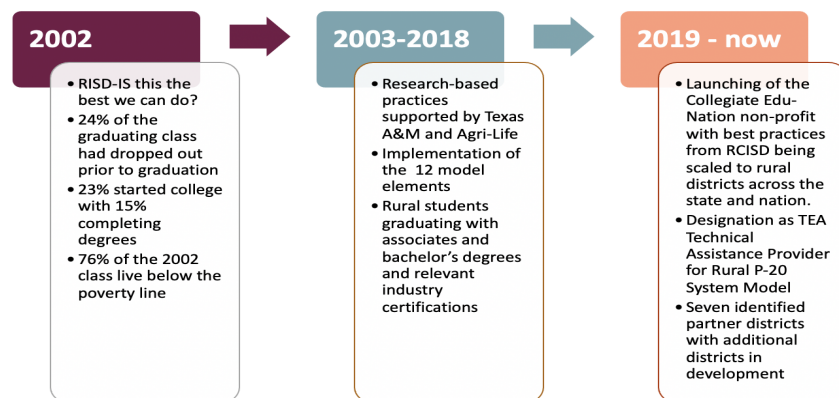 2002
• RISD-IS this the
best we can do?
• 24% of the
graduating class
had dropped out
prior to graduation
• 23% started college
with 15%
completing
degrees
• 76% of the 2002
class live below the
poverty line
2003-2018
• Research-based
practices
supported by Texas
A&M and Agri-Life
• Implementation of
the  12 model
elements
• Rural students
graduating with
associates and
bachelor’s degrees
and relevant
industry
certifications
2019 - now
• Launching of the
Collegiate Edu-
Nation non-profit
with best practices
from RCISD being
scaled to rural
districts across the
state and nation.
• Designation as TEA
Technical
Assistance Provider
for Rural P-20
System Model
• Seven identified
partner districts
with additional
districts in
development